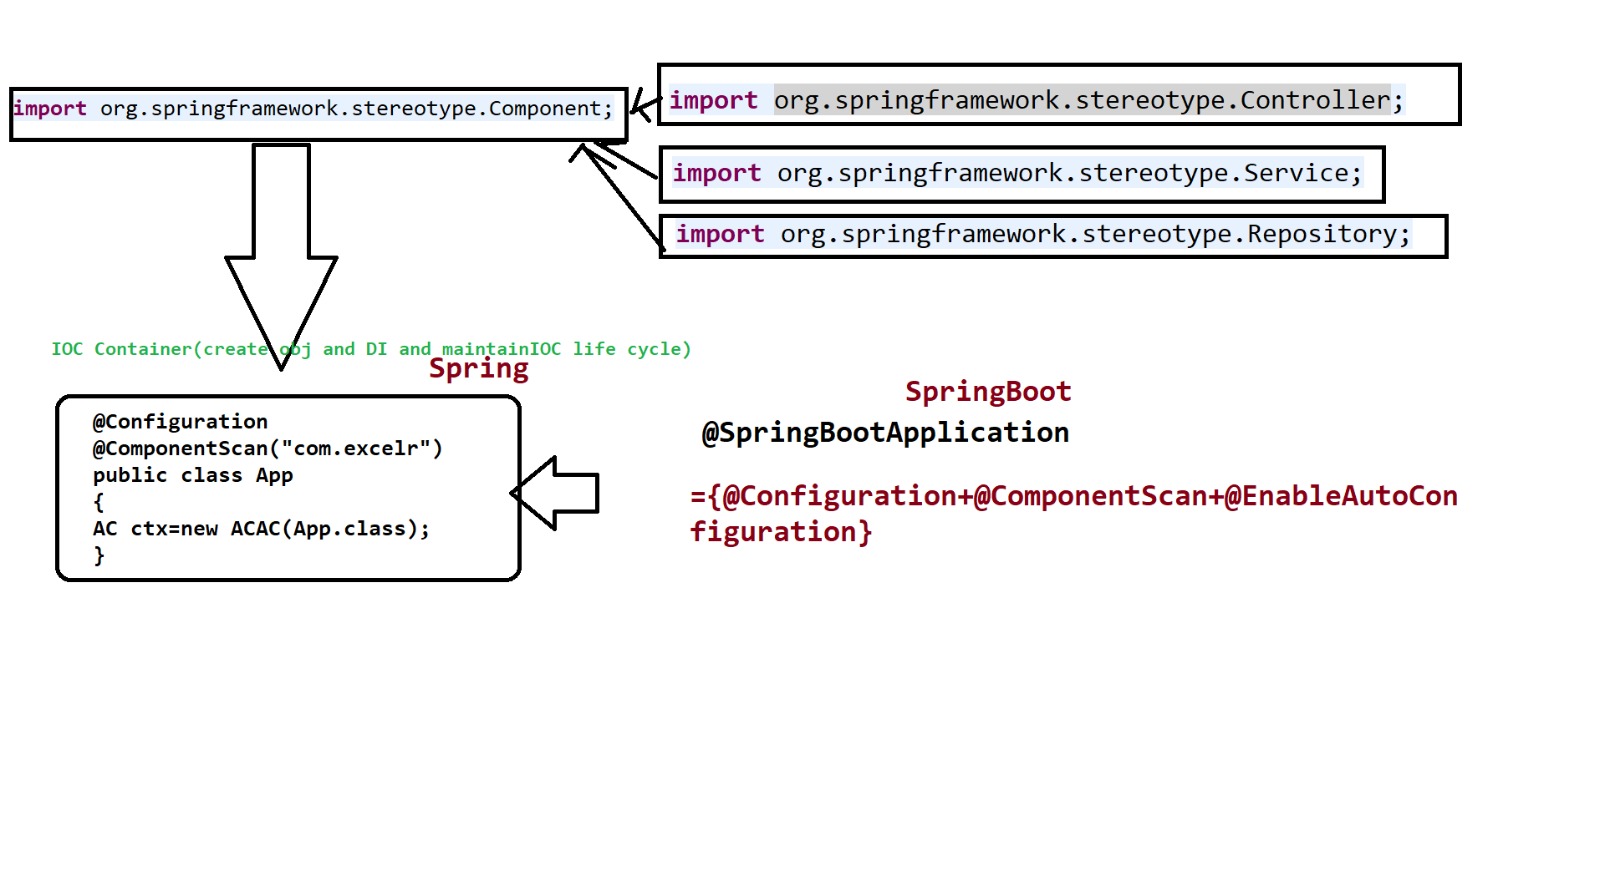 import org.springframework.stereotype.Component;
import org.springframework.stereotype.Controller;
import org.springframework.stereotype.Service;
import org.springframework.stereotype.Repository;
IOC Container(create obj and DI and maintainIOC life cycle)
Spring
@Configuration
@ComponentScan("com.excelr")
public class App
{
AC ctx=new ACAC(App.class);
}
SpringBoot
@SpringBootApplication
={@Configuration+@ComponentScan+@EnableAutoCon
figuration}